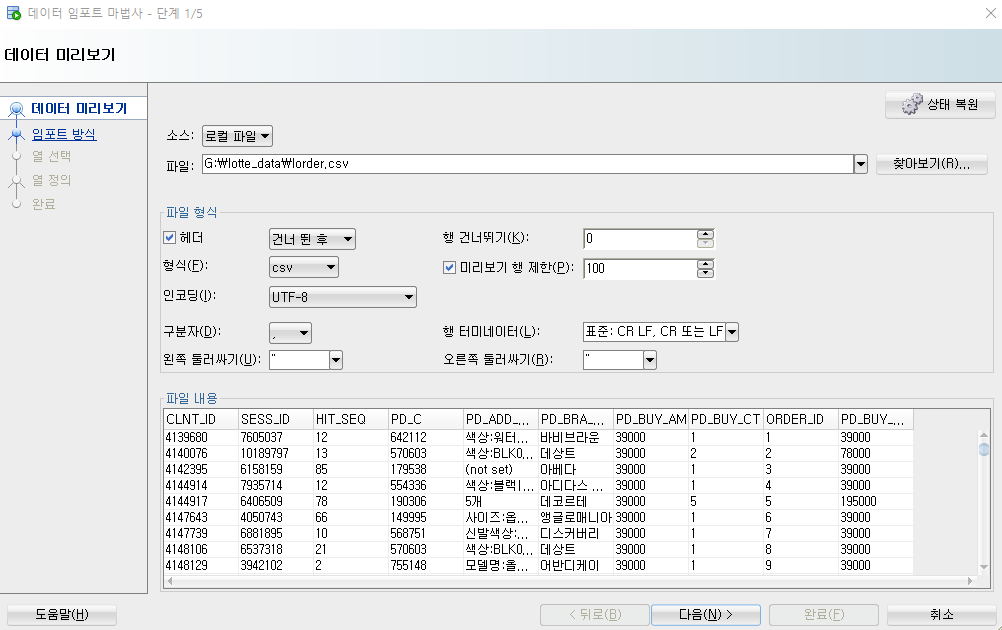 데이터 임포트 마법사 - 단계 1/5
데이터 미리보기
데이터 미리보기
임포트 방식
열 선택
열 정의
완료
상태 복원
소스: 로컬 파일
파일: G:₩lotte_data₩lorder.csv 찾아보기(R)...
파일 형식
헤더 건너 뛴 후 행 건너뛰기(K): 0
형식(F): csv 미리보기 행 제한(P): 100
인코딩(I): UTF-8
구분자(D): , 행 터미네이터(L): 표준: CR LF, CR 또는 LF
왼쪽 둘러싸기(U): " 오른쪽 둘러싸기(R): "
파일 내용
CLNT_ID SESS_ID HIT_SEQ PD_C PD_ADD_... PD_BRA_... PD_BUY_AM PD_BUY_CT ORDER_ID PD_BUY_...
4139680 7605037 12 642112 색상:워터... 바비브라운 39000 1 1 39000
4140076 10189797 13 570603 색상:BLK0... 데상트 39000 2 2 78000
4142395 6158159 85 179538 (not set) 아베다 39000 1 3 39000
4144914 7935714 12 554336 색상:블랙|... 아디다스 ... 39000 1 4 39000
4144917 6406509 78 190306 5개 데코르테 39000 5 5 195000
4147643 4050743 66 149995 사이즈:옵... 앵글로매니아 39000 1 6 39000
4147739 6881895 10 568751 신발색상:... 디스커버리 39000 1 7 39000
4148106 6537318 21 570603 색상:BLK0... 데상트 39000 1 8 39000
4148129 3942102 2 755148 모델명:옵... 어반디케이 39000 1 9 39000
도움말(H) < 뒤로(B) 다음(N) > 완료(F) 취소